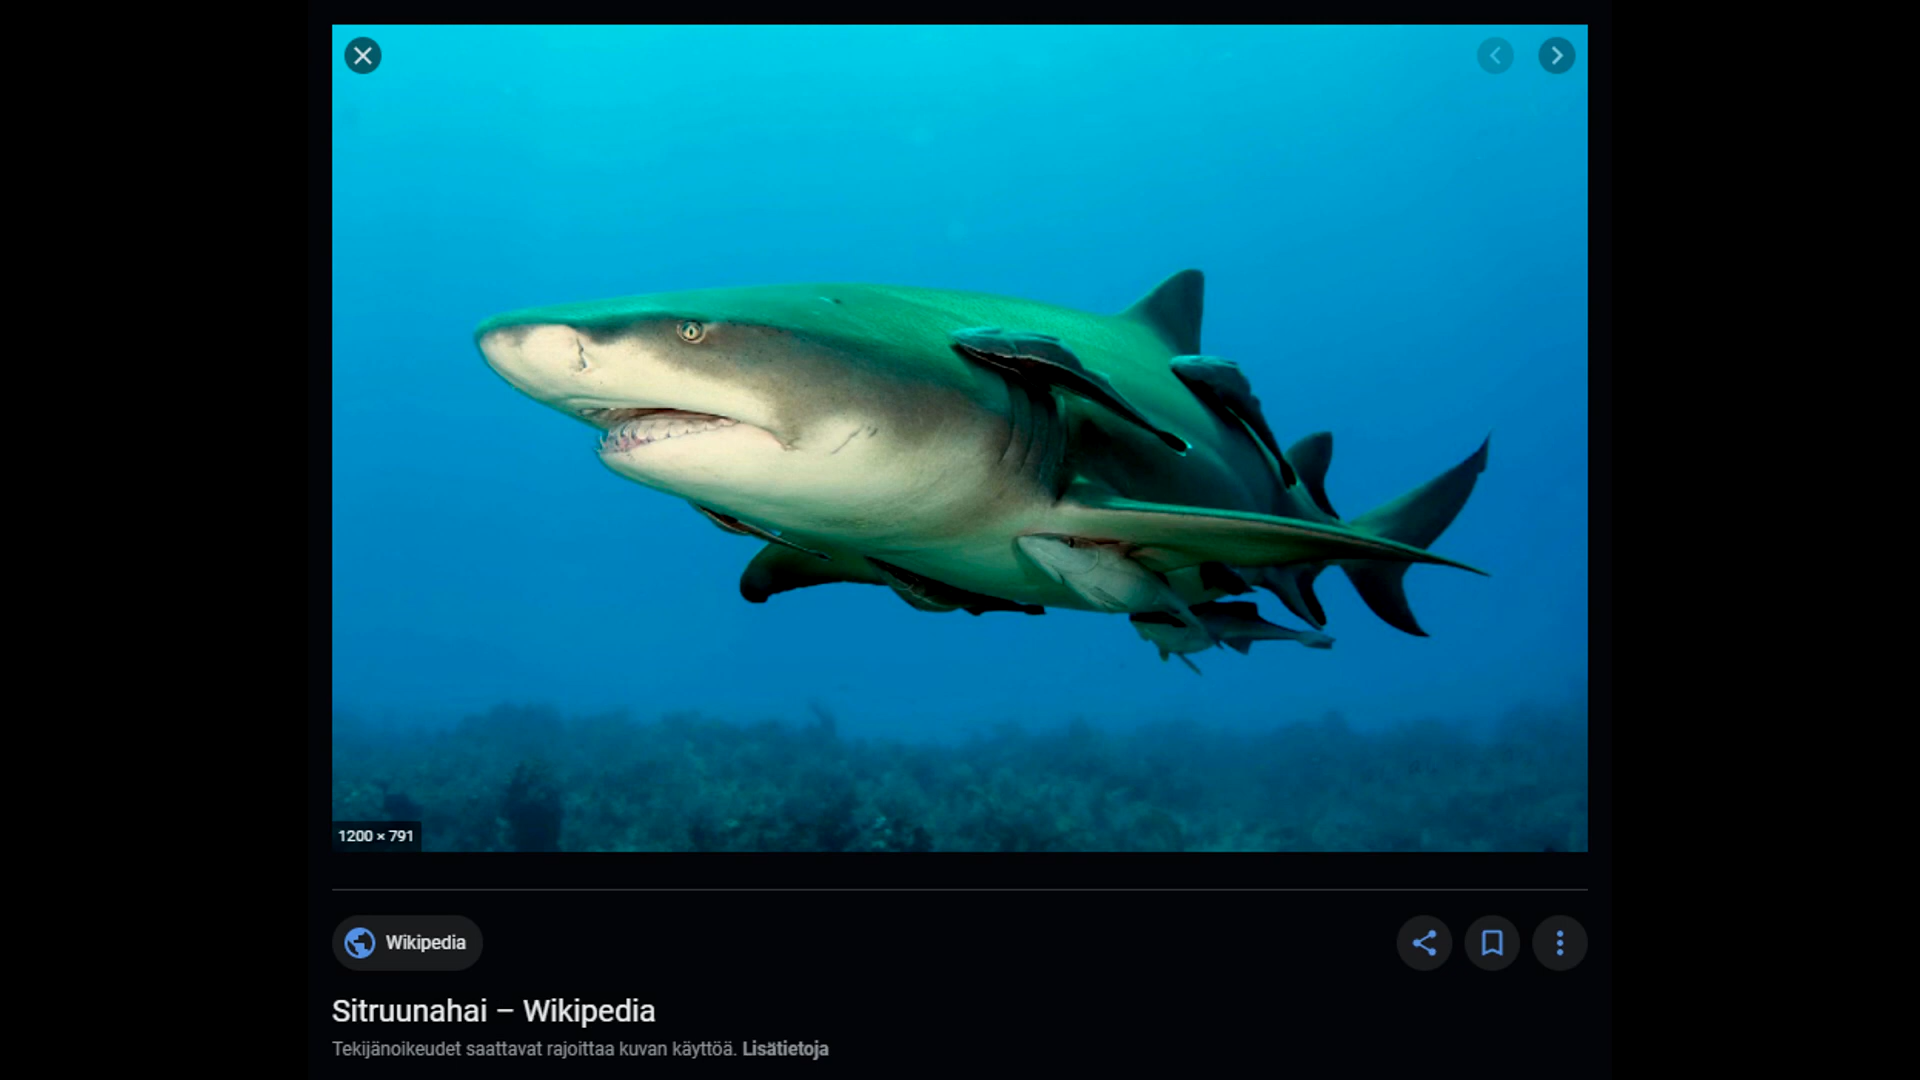 1200 × 791
Wikipedia
Sitruunahai – Wikipedia
Tekijänoikeudet saattavat rajoittaa kuvan käyttöä. Lisätietoja